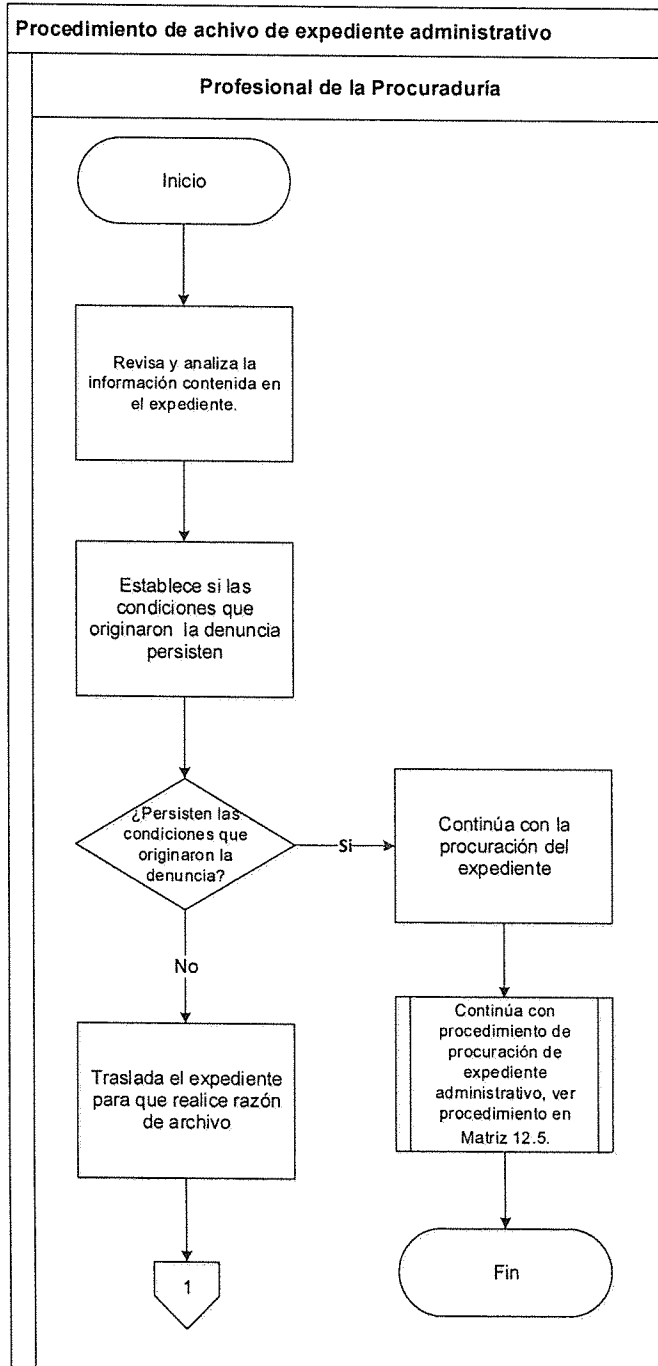 Procedimiento de achivo de expediente administrativo
Profesional de la Procuraduría
Inicio
Revisa y analiza la
información contenida en
el expediente.
Establece si las
condiciones que
originaron la denuncia
persisten
¿Persisten las
condiciones que
originaron la
denuncia?
Si
Continúa con la
procuración del
expediente
No
Continúa con
procedimiento de
procuración de
expediente
administrativo, ver
procedimiento en
Matriz 12.5.
Traslada el expediente
para que realice razón
de archivo
1
Fin